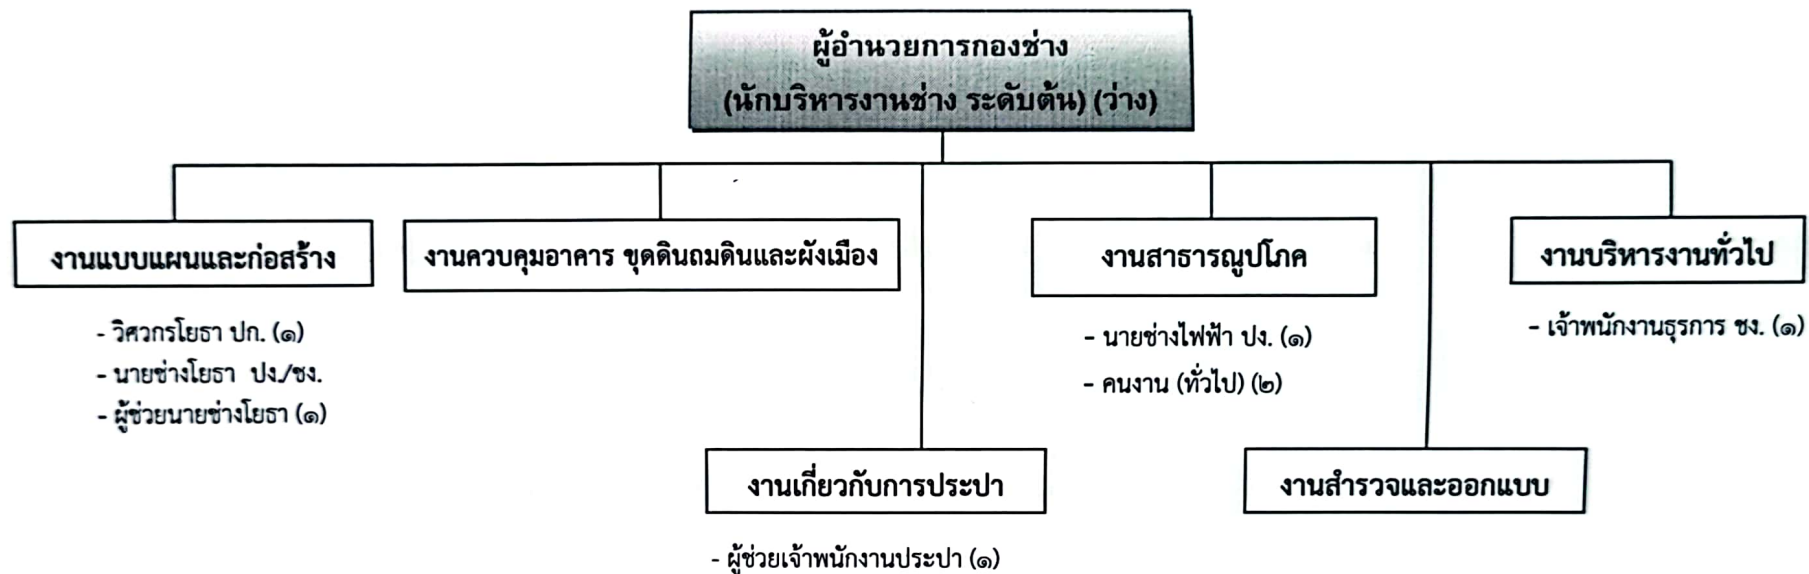 ผู้อำนวยการกองช่าง
(นักบริหารงานช่าง ระดับต้น) (ว่าง)
งานแบบแผนและก่อสร้าง
- วิศวกรโยธา ปก. (๑)
- นายช่างโยธา ปง./ชง.
- ผู้ช่วยนายช่างโยธา (๑)
งานควบคุมอาคาร ขุดดินถมดินและผังเมือง
งานสาธารณูปโภค
- นายช่างไฟฟ้า ปง. (๑)
- คนงาน (ทั่วไป) (๒)
งานบริหารงานทั่วไป
- เจ้าพนักงานธุรการ ชง. (๑)
งานเกี่ยวกับการประปา
- ผู้ช่วยเจ้าพนักงานประปา (๑)
งานสำรวจและออกแบบ